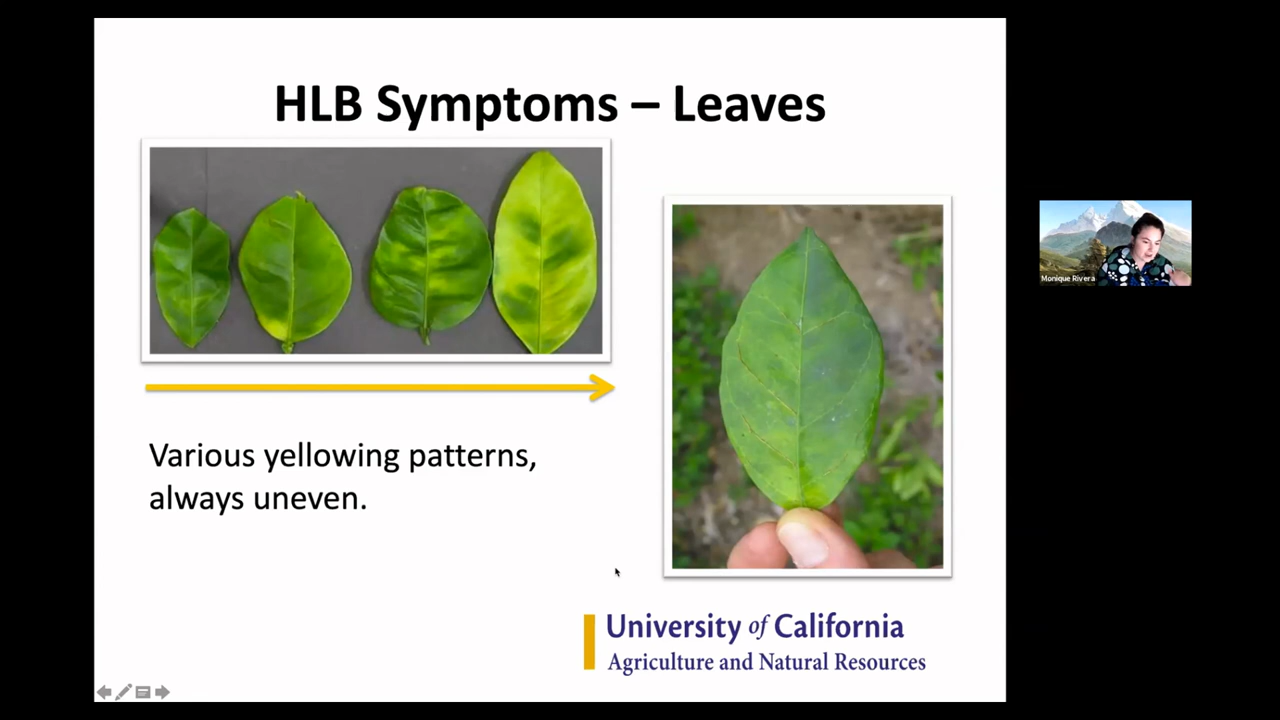 HLB Symptoms – Leaves
Various yellowing patterns,
always uneven.
University of California
Agriculture and Natural Resources
Monique Rivera